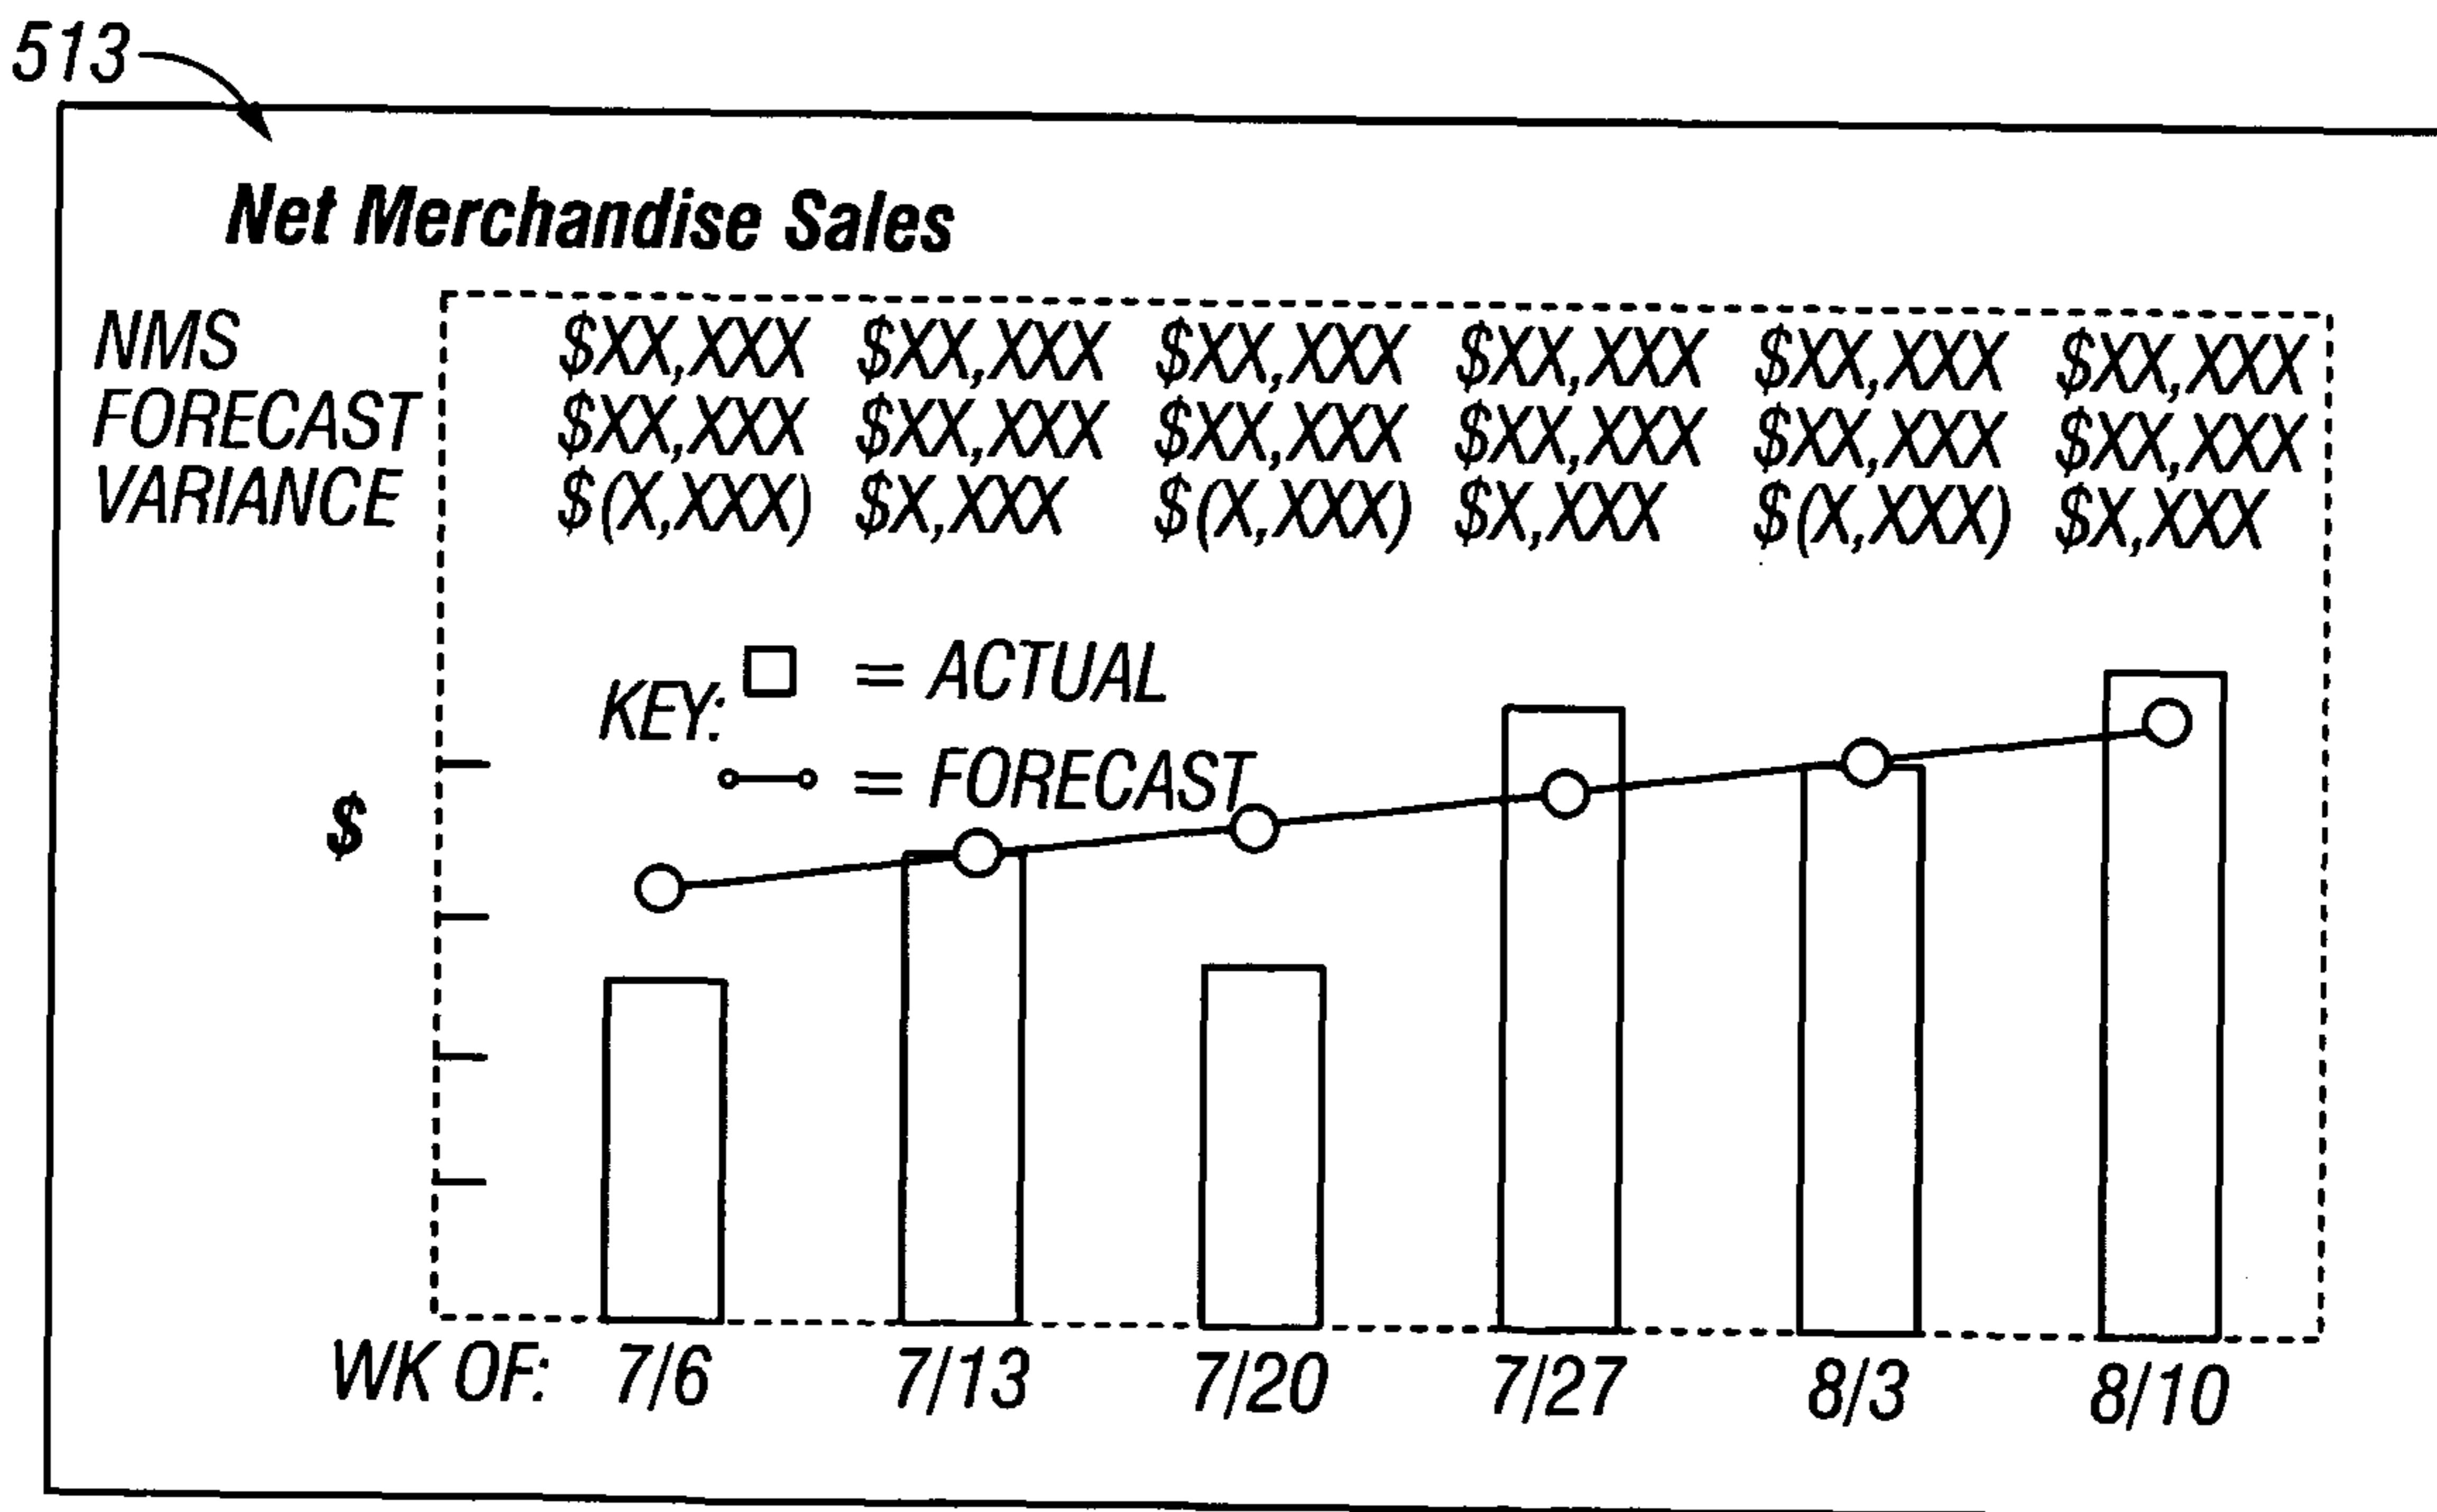 513
Net Merchandise Sales
NMS $XX,XXX $XX,XXX $XX,XXX $XX,XXX $XX,XXX $XX,XXX
FORECAST $XX,XXX $XX,XXX $XX,XXX $XX,XXX $XX,XXX $XX,XXX
VARIANCE $(X,XXX) $X,XXX $(X,XXX) $X,XXX $(X,XXX) $X,XXX
KEY: = ACTUAL
= FORECAST
$
WK OF: 7/6 7/13 7/20 7/27 8/3 8/10